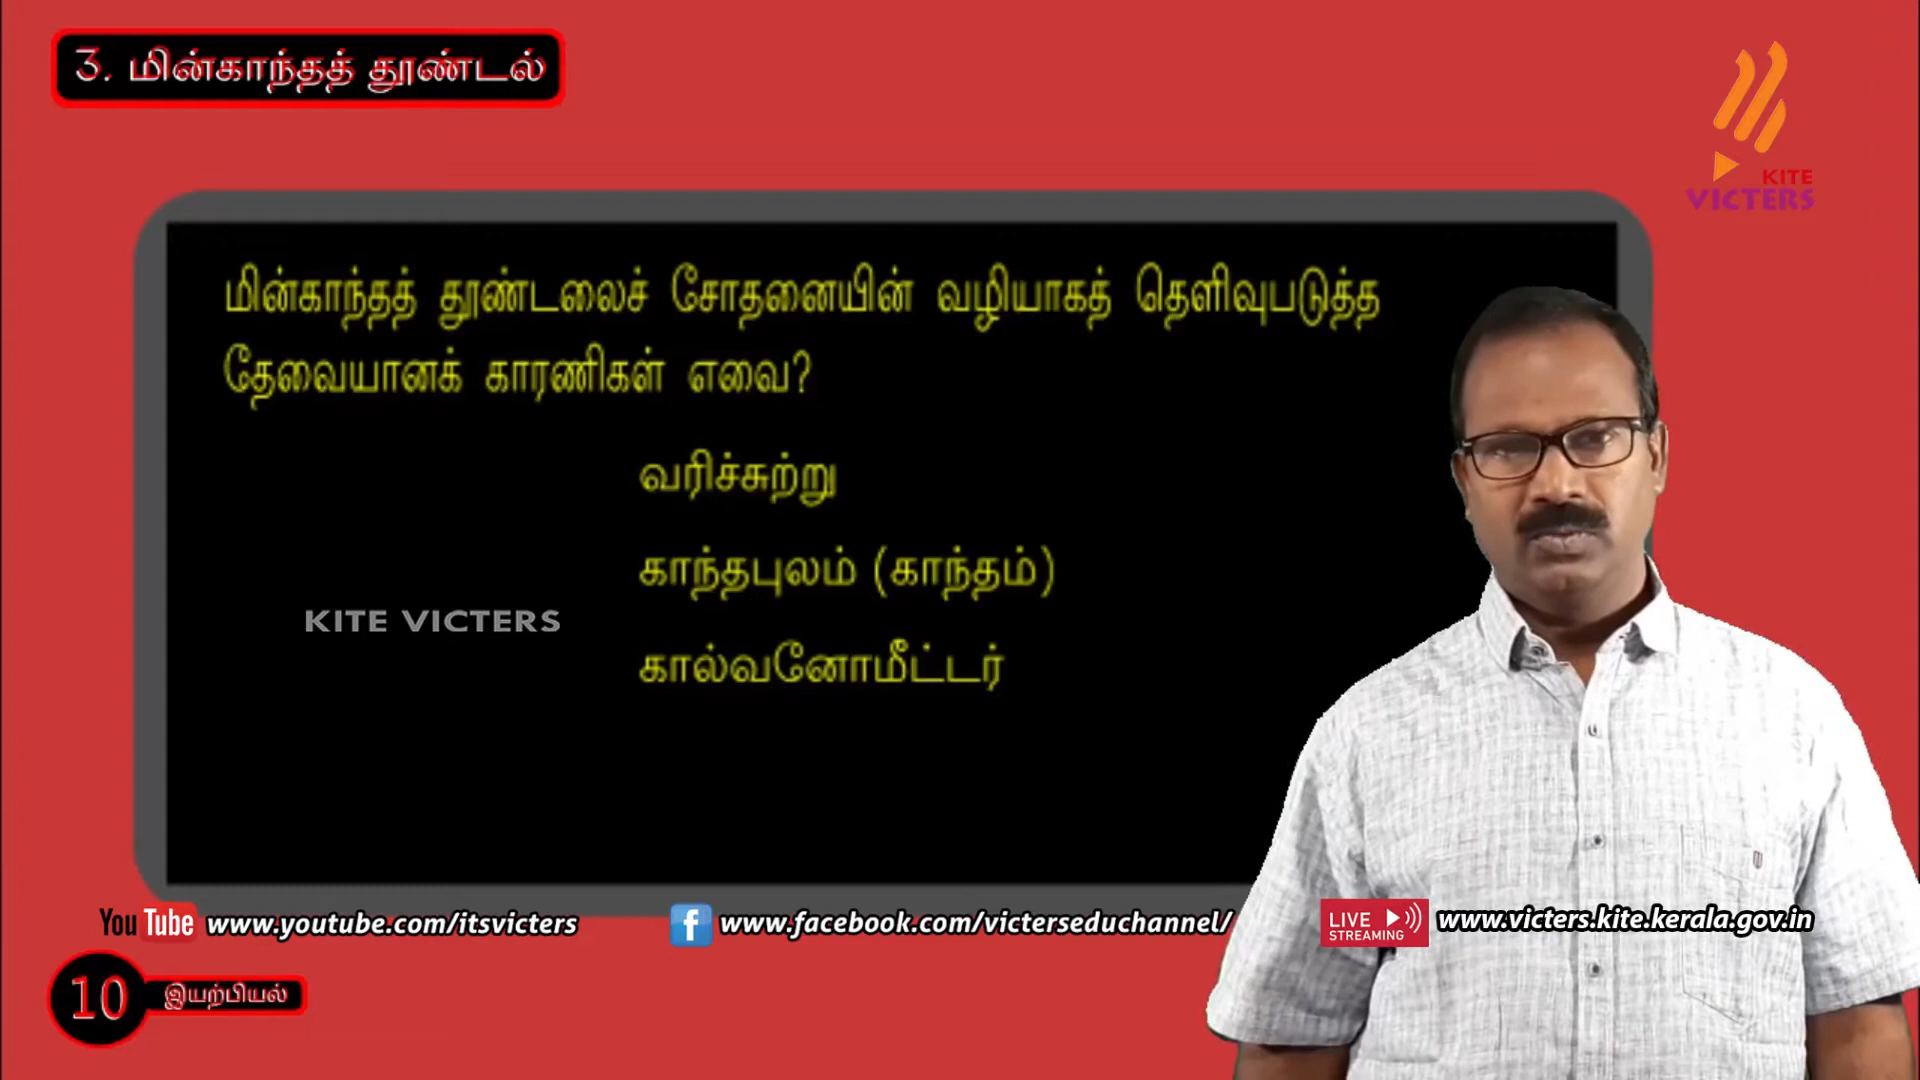 3. மின்காந்தத் தூண்டல்
KITE
VICTERS
மின்காந்தத் தூண்டலைச் சோதனையின் வழியாகத் தெளிவுபடுத்த
தேவையானக் காரணிகள் எவை?
வரிச்சுற்று
காந்தபுலம் (காந்தம்)
KITE VICTERS
கால்வனோமீட்டர்
YouTube www.youtube.com/itsvicters
f www.facebook.com/victerseduchannel/
LIVE STREAMING www.victers.kite.kerala.gov.in
10 இயற்பியல்